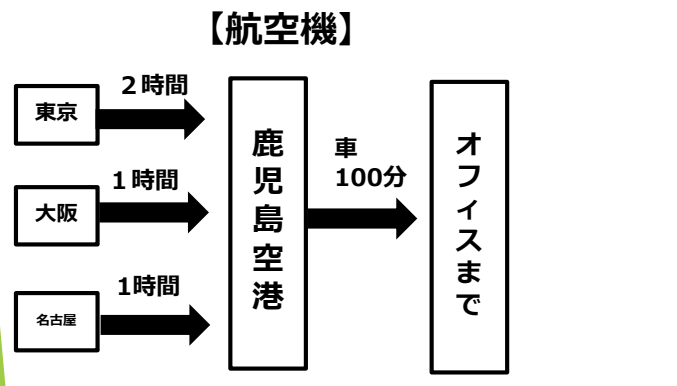 【航空機】
２時間
東京
１時間
大阪
1時間
名古屋
鹿児島空港
車
100分
オフィスまで